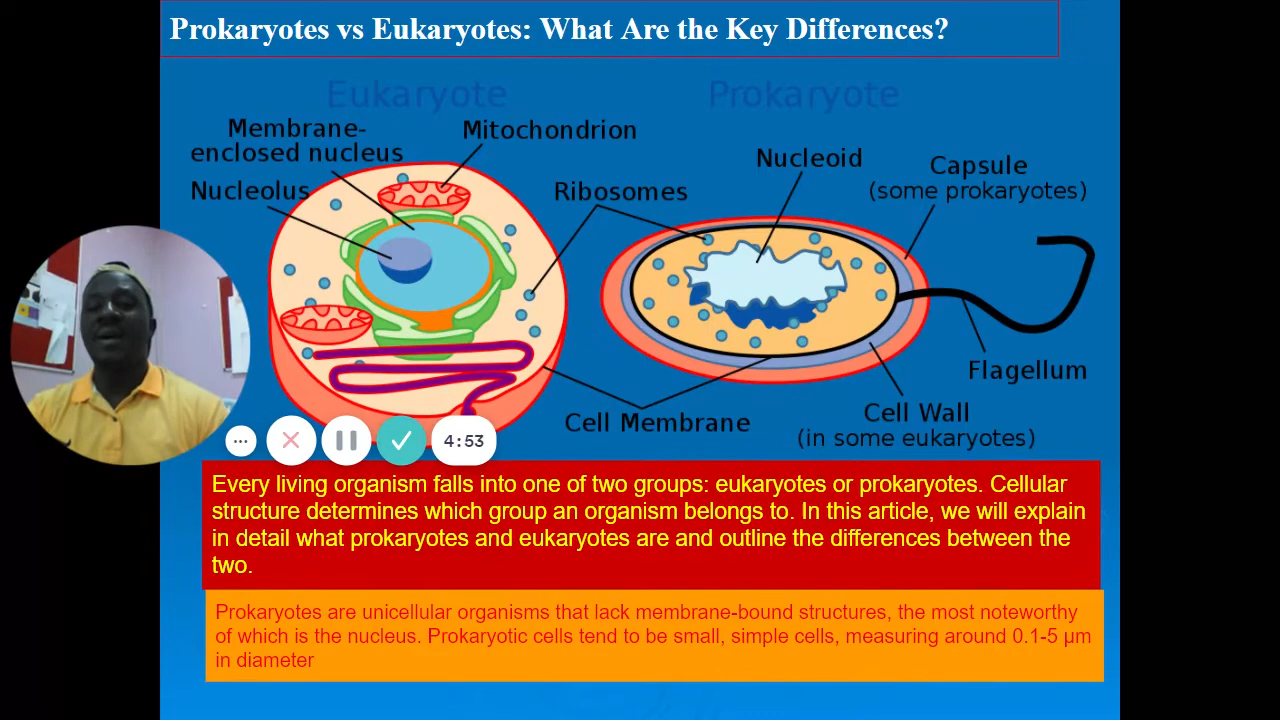 Prokaryotes vs Eukaryotes: What Are the Key Differences?
Eukaryote
Prokaryote
Membrane-
enclosed nucleus
Mitochondrion
Nucleolus
Ribosomes
Nucleoid
Capsule
(some prokaryotes)
Flagellum
Cell Membrane
Cell Wall
(in some eukaryotes)
4:53
Every living organism falls into one of two groups: eukaryotes or prokaryotes. Cellular
structure determines which group an organism belongs to. In this article, we will explain
in detail what prokaryotes and eukaryotes are and outline the differences between the
two.
Prokaryotes are unicellular organisms that lack membrane-bound structures, the most noteworthy
of which is the nucleus. Prokaryotic cells tend to be small, simple cells, measuring around 0.1-5 μm
in diameter